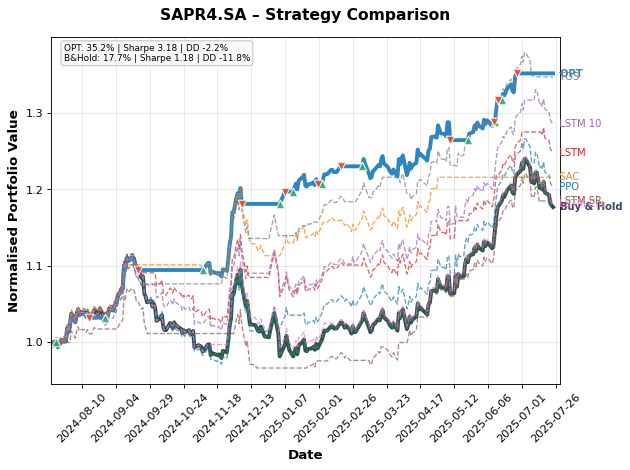 SAPR4.SA – Strategy Comparison
OPT: 35.2% | Sharpe 3.18 | DD -2.2%
B&Hold: 17.7% | Sharpe 1.18 | DD -11.8%
Normalised Portfolio Value
1.3
1.2
1.1
1.0
OPT
LSTM 10
LSTM
SAC
PPO
Buy & Hold
2024-08-10
2024-09-04
2024-09-29
2024-10-24
2024-11-18
2024-12-13
2025-01-07
2025-02-01
2025-02-26
2025-03-23
2025-04-17
2025-05-12
2025-06-06
2025-07-01
2025-07-26
Date